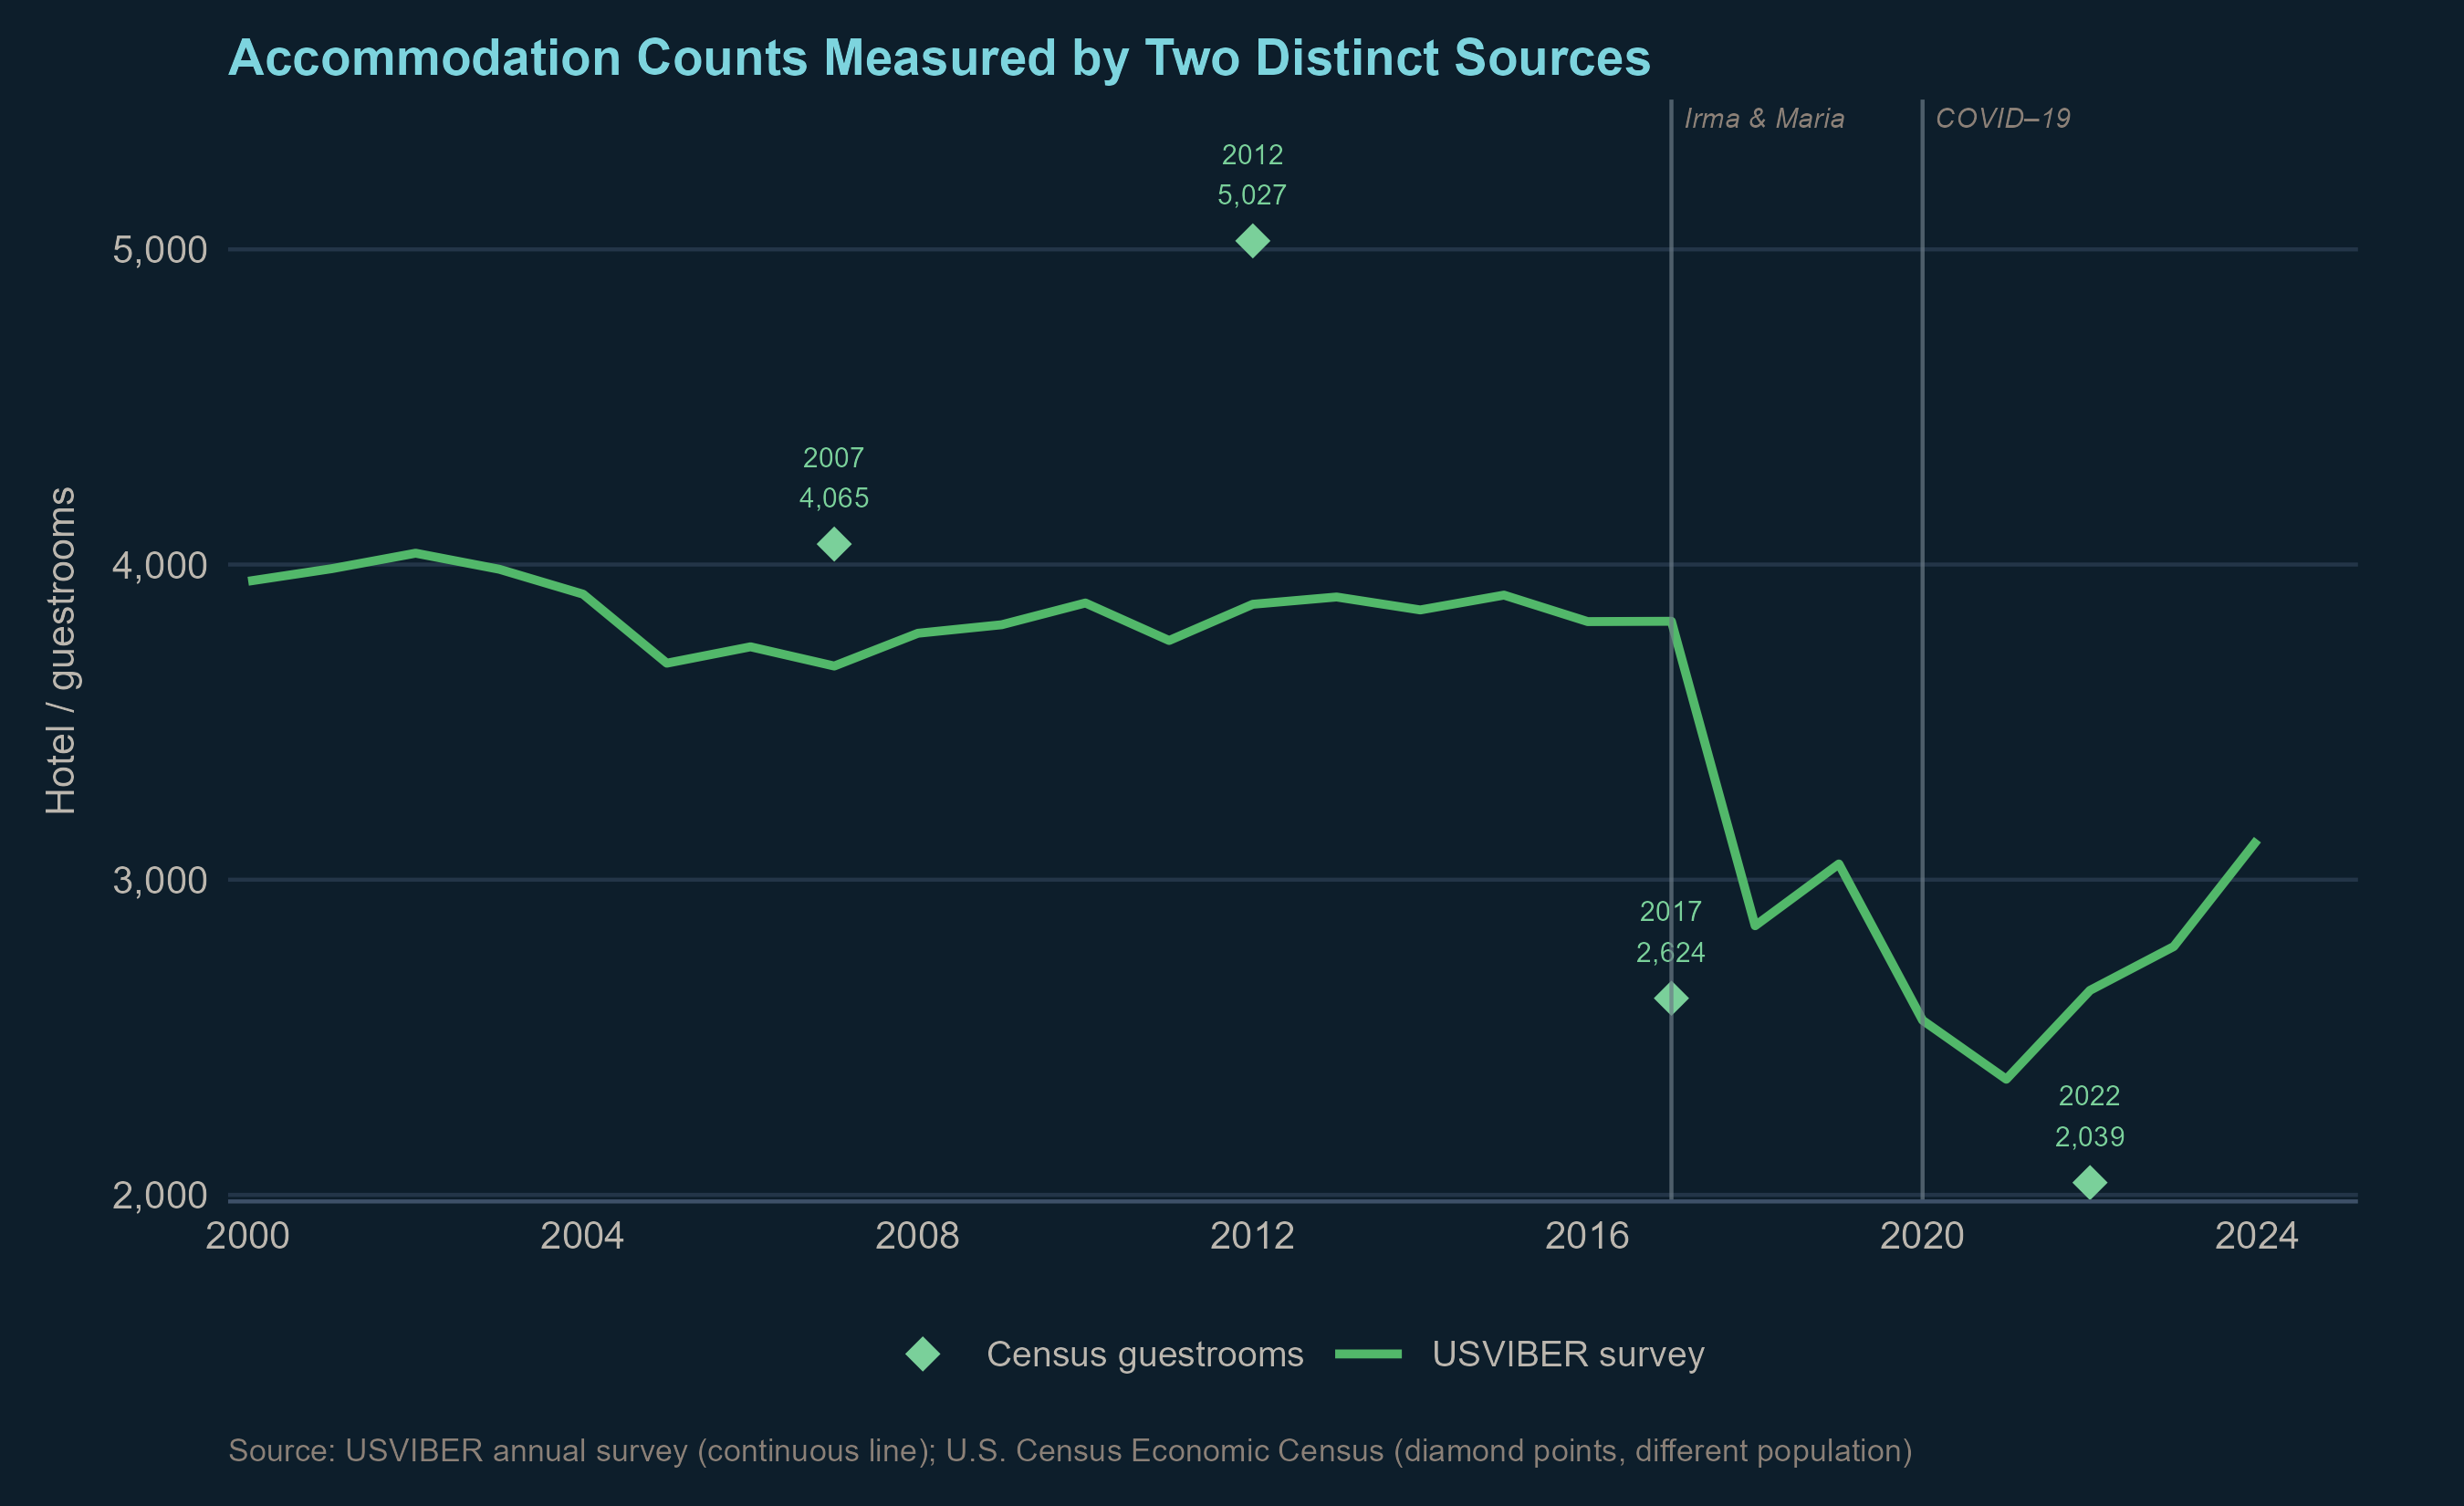 Accommodation Counts Measured by Two Distinct Sources
Irma & Maria
COVID–19
2012
5,027
5,000
2007
4,065
4,000
Hotel / guestrooms
3,000
2017
2,624
2022
2,039
2,000
2000
2004
2008
2012
2016
2020
2024
Census guestrooms
USVIBER survey
Source: USVIBER annual survey (continuous line); U.S. Census Economic Census (diamond points, different population)